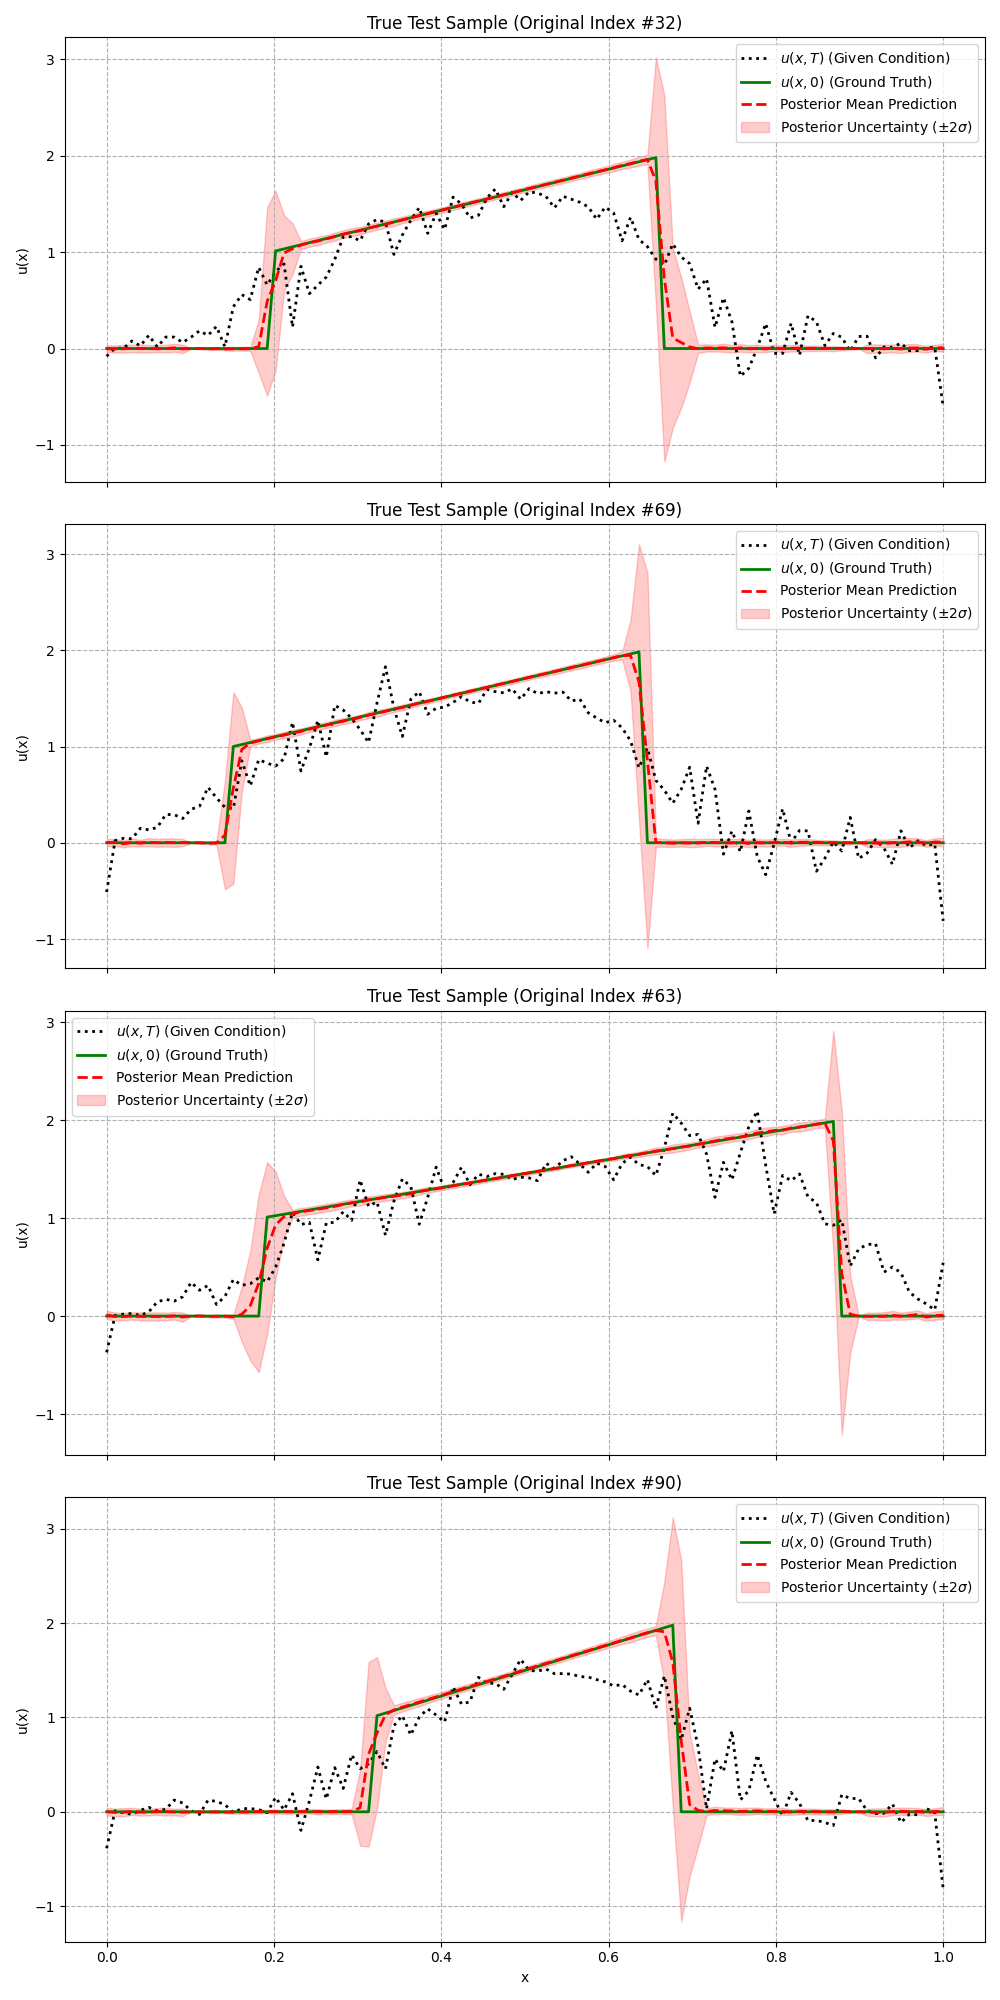 True Test Sample (Original Index #32)
u(x, T) (Given Condition)
u(x, 0) (Ground Truth)
Posterior Mean Prediction
Posterior Uncertainty (±2σ)
3
2
1
0
−1
u(x)
True Test Sample (Original Index #69)
u(x, T) (Given Condition)
u(x, 0) (Ground Truth)
Posterior Mean Prediction
Posterior Uncertainty (±2σ)
3
2
1
0
−1
u(x)
True Test Sample (Original Index #63)
u(x, T) (Given Condition)
u(x, 0) (Ground Truth)
Posterior Mean Prediction
Posterior Uncertainty (±2σ)
3
2
1
0
−1
u(x)
True Test Sample (Original Index #90)
u(x, T) (Given Condition)
u(x, 0) (Ground Truth)
Posterior Mean Prediction
Posterior Uncertainty (±2σ)
3
2
1
0
−1
u(x)
0.0 0.2 0.4 0.6 0.8 1.0
x